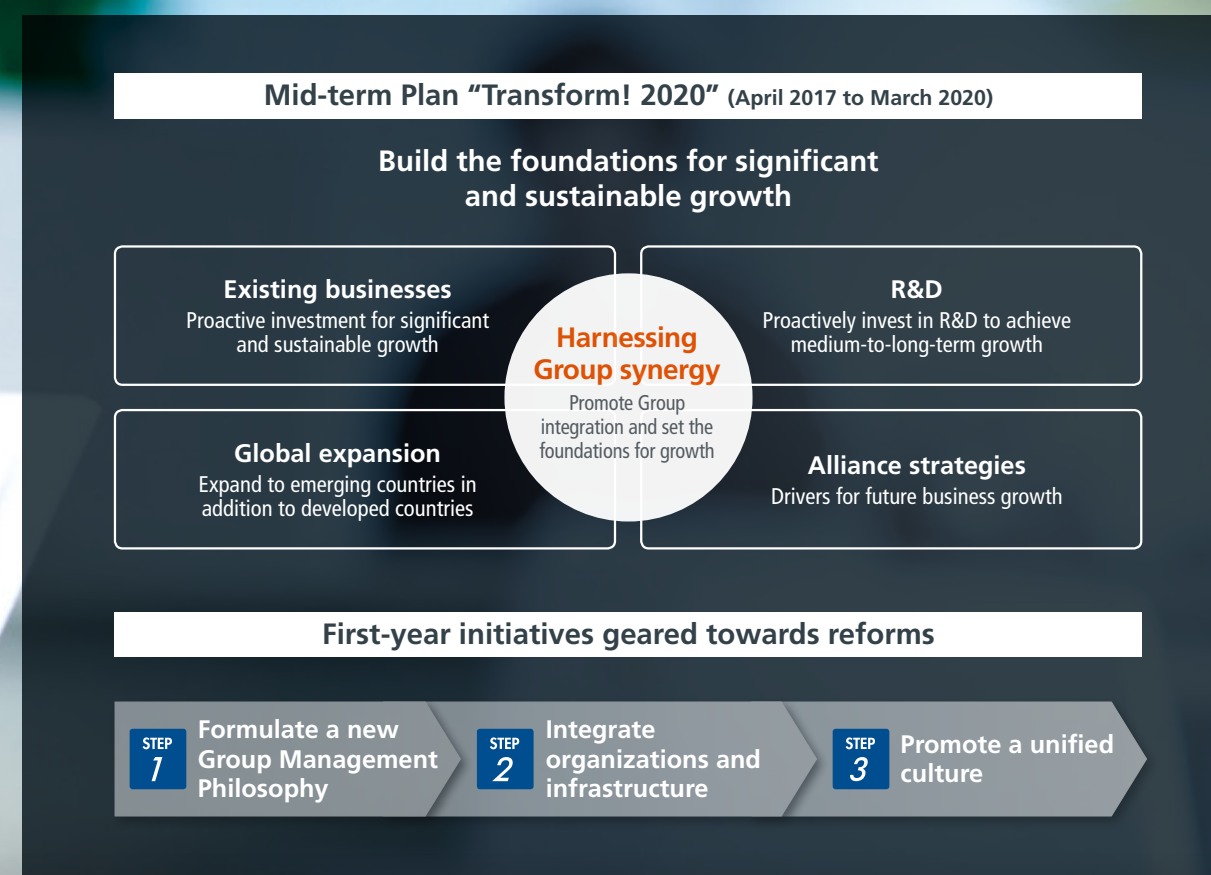 Mid-term Plan “Transform! 2020” (April 2017 to March 2020)
Build the foundations for significant
and sustainable growth
Existing businesses
Proactive investment for significant
and sustainable growth
R&D
Proactively invest in R&D to achieve
medium-to-long-term growth
Harnessing
Group synergy
Promote Group
integration and set the
foundations for growth
Global expansion
Expand to emerging countries in
addition to developed countries
Alliance strategies
Drivers for future business growth
First-year initiatives geared towards reforms
STEP
1
Formulate a new
Group Management
Philosophy
STEP
2
Integrate
organizations and
infrastructure
STEP
3
Promote a unified
culture